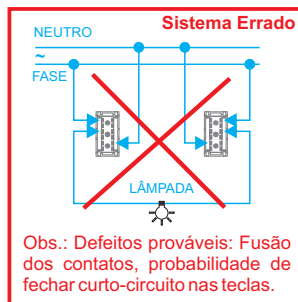 Sistema Errado
NEUTRO
~
FASE
LÂMPADA
Obs.: Defeitos prováveis: Fusão
dos contatos, probabilidade de
fechar curto-circuito nas teclas.